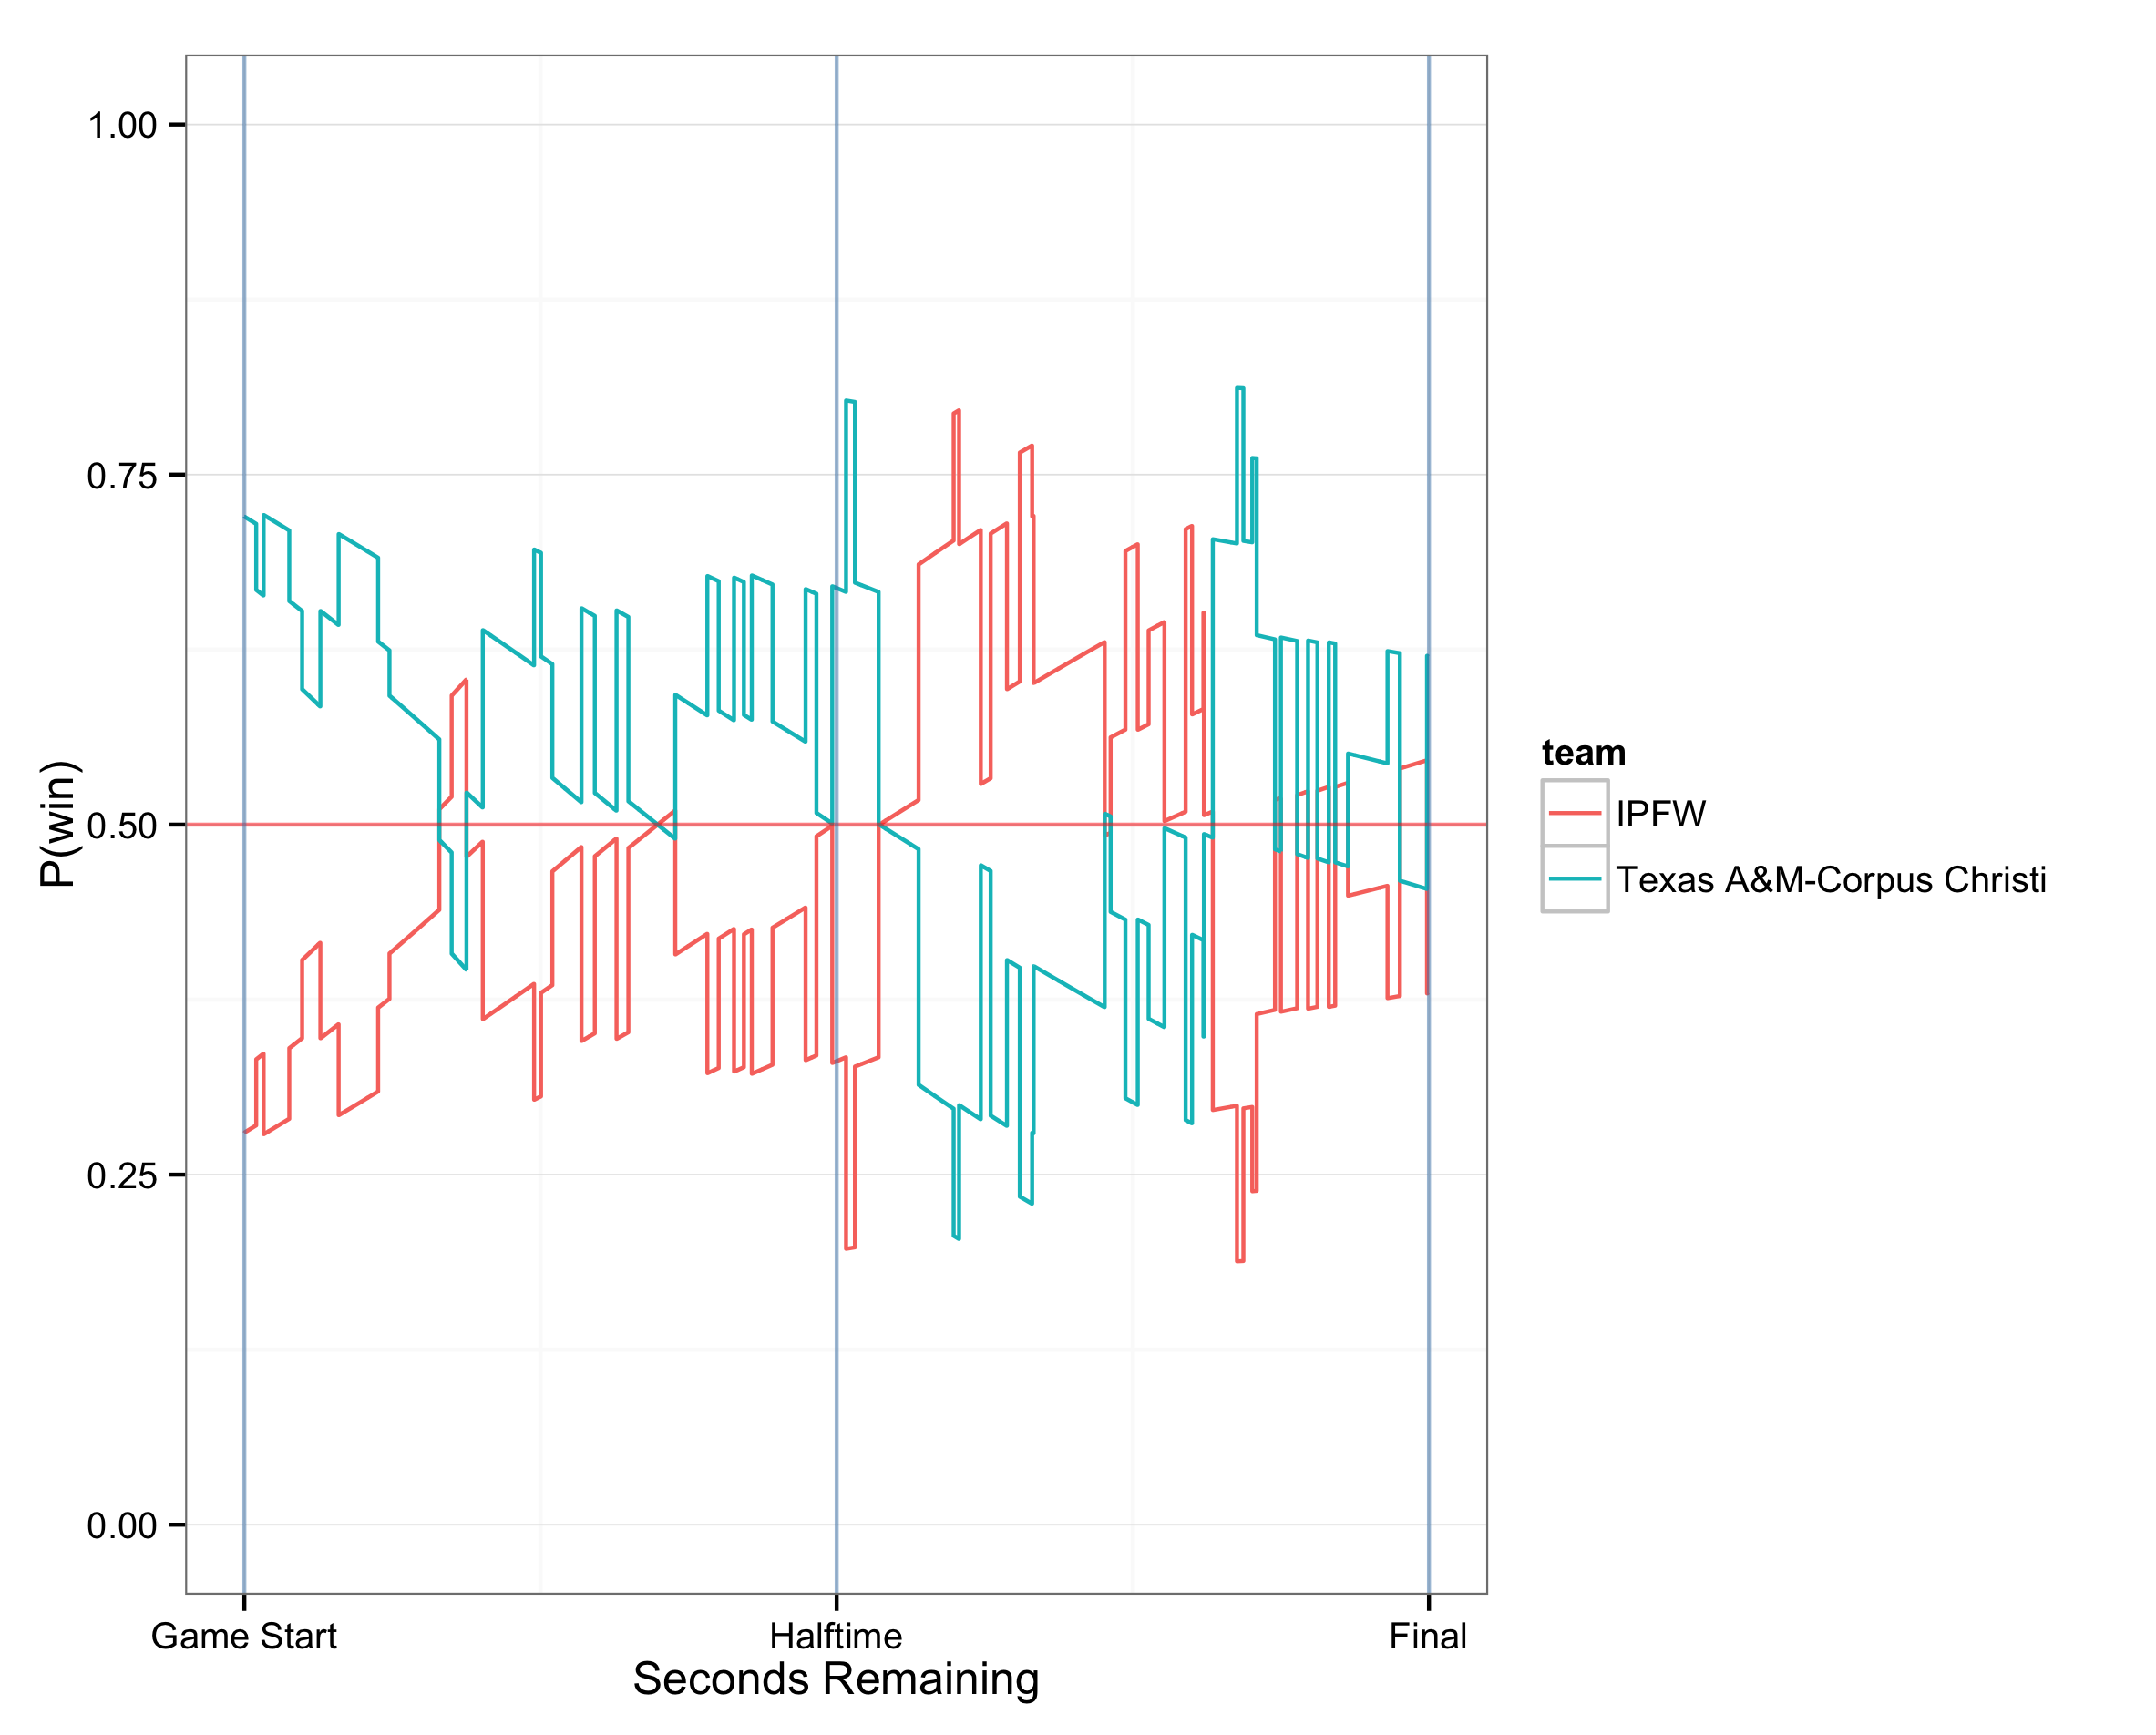 1.00
0.75
0.50
0.25
0.00
P(win)
Game Start
Halftime
Final
Seconds Remaining
team
IPFW
Texas A&M-Corpus Christi